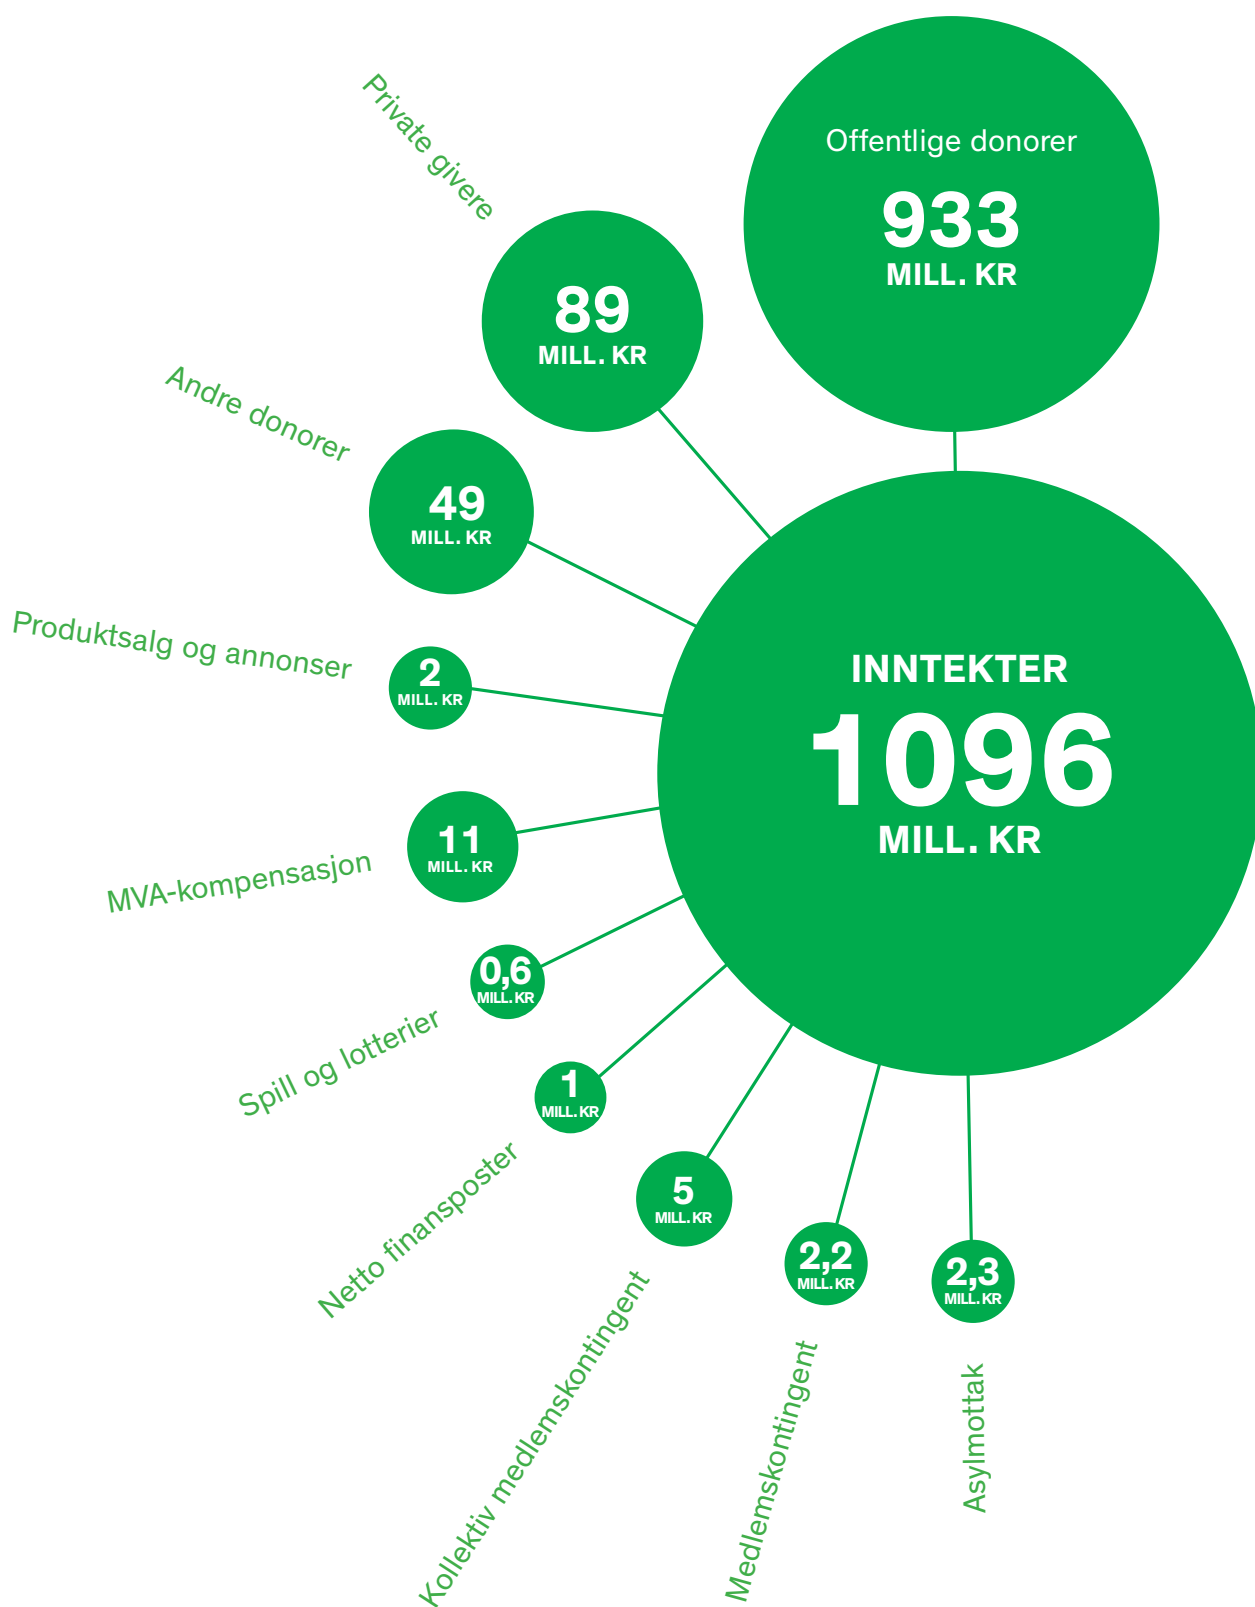 Offentlige donorer
933
MILL. KR
Private givere
89
MILL. KR
Andre donorer
49
MILL. KR
Produktsalg og annonser
2
MILL. KR
INNTEKTER
1096
MILL. KR
MVA-kompensasjon
11
MILL. KR
Spill og lotterier
0,6
MILL. KR
Netto finansposter
1
MILL. KR
Kollektiv medlemskontingent
5
MILL. KR
Medlemskontingent
2,2
MILL. KR
Asylmottak
2,3
MILL. KR